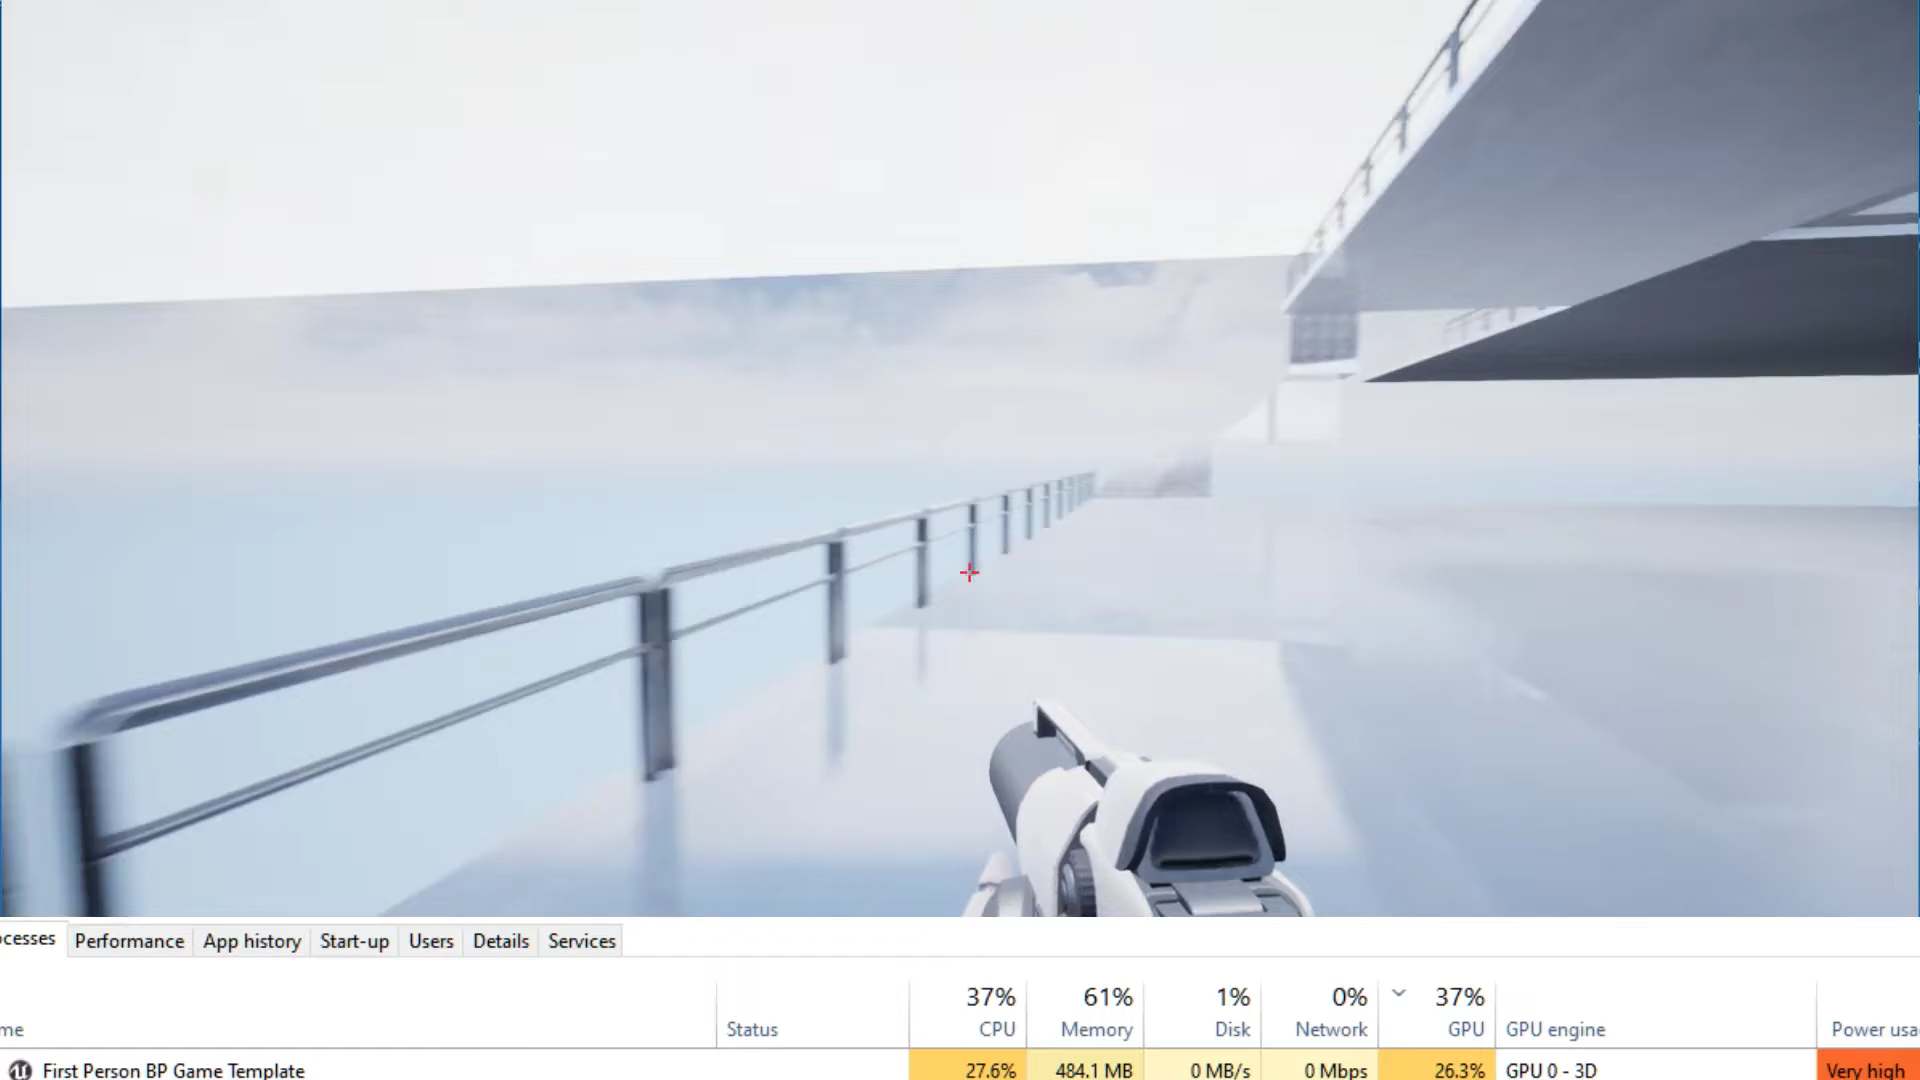 ocesses Performance App history Start-up Users Details Services
37% 61% 1% 0% 37%
me Status CPU Memory Disk Network GPU GPU engine Power usa
First Person BP Game Template 27.6% 484.1 MB 0 MB/s 0 Mbps 26.3% GPU 0 - 3D Very high